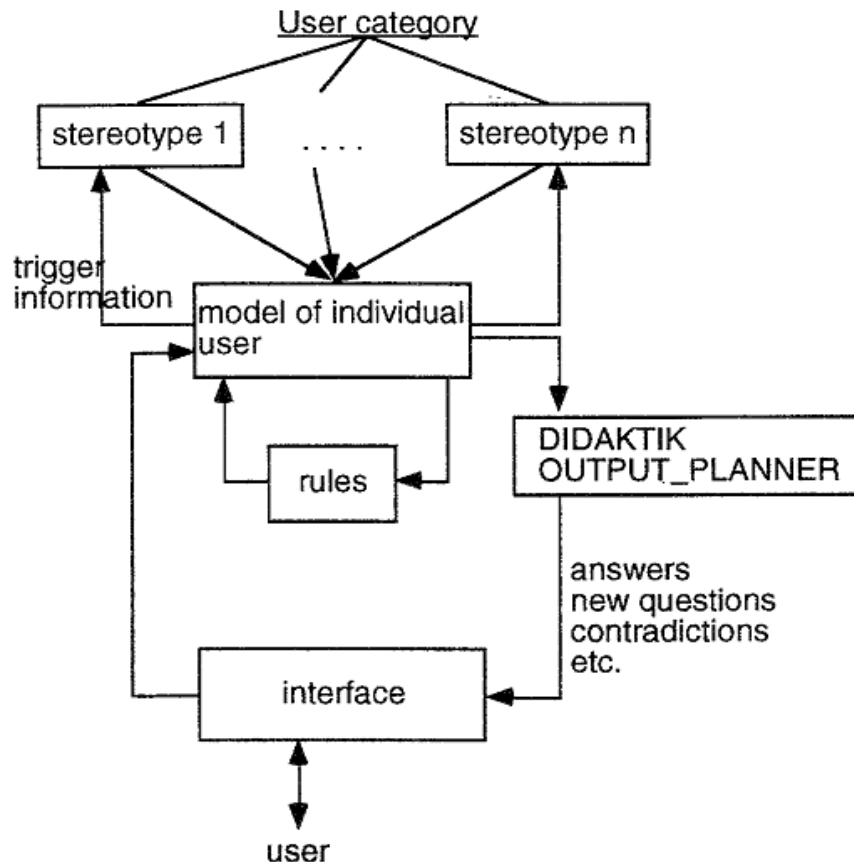 User category
stereotype 1
. . . .
stereotype n
trigger
information
model of individual
user
DIDAKTIK
OUTPUT_PLANNER
rules
answers
new questions
contradictions
etc.
interface
user